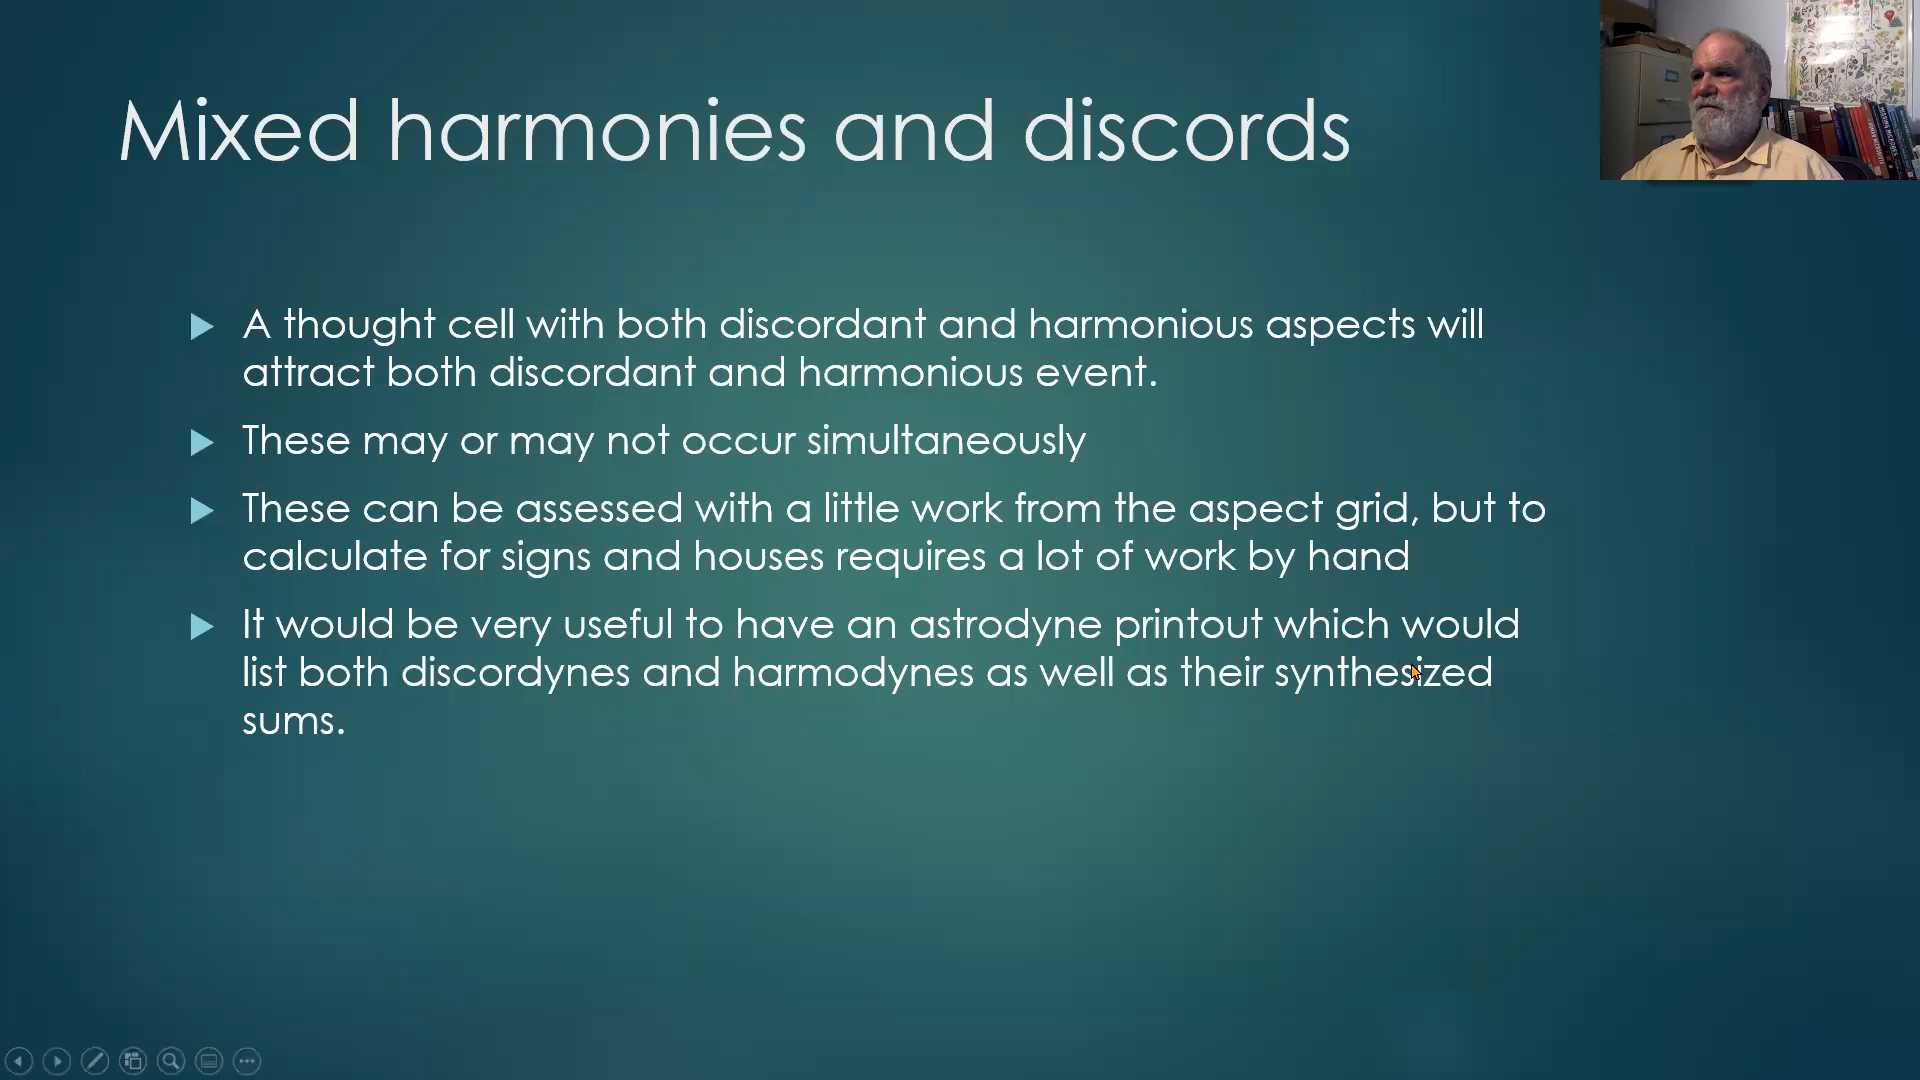 Mixed harmonies and discords
A thought cell with both discordant and harmonious aspects will
attract both discordant and harmonious event.
These may or may not occur simultaneously
These can be assessed with a little work from the aspect grid, but to
calculate for signs and houses requires a lot of work by hand
It would be very useful to have an astrodyne printout which would
list both discordynes and harmodynes as well as their synthesized
sums.